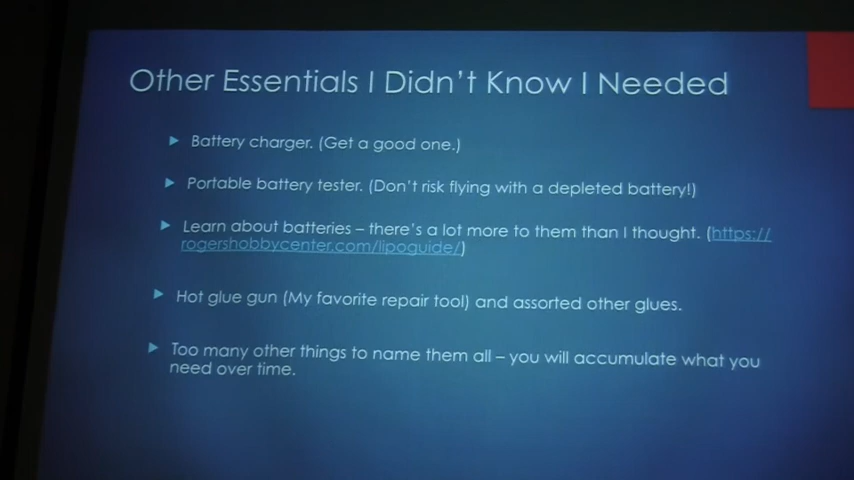 Other Essentials I Didn't Know I Needed
Battery charger. (Get a good one.)
Portable battery tester. (Don't risk flying with a depleted battery!)
Learn about batteries – there's a lot more to them than I thought. (https://
rogershobbycenter.com/lipoguide/)
Hot glue gun (My favorite repair tool) and assorted other glues.
Too many other things to name them all – you will accumulate what you
need over time.